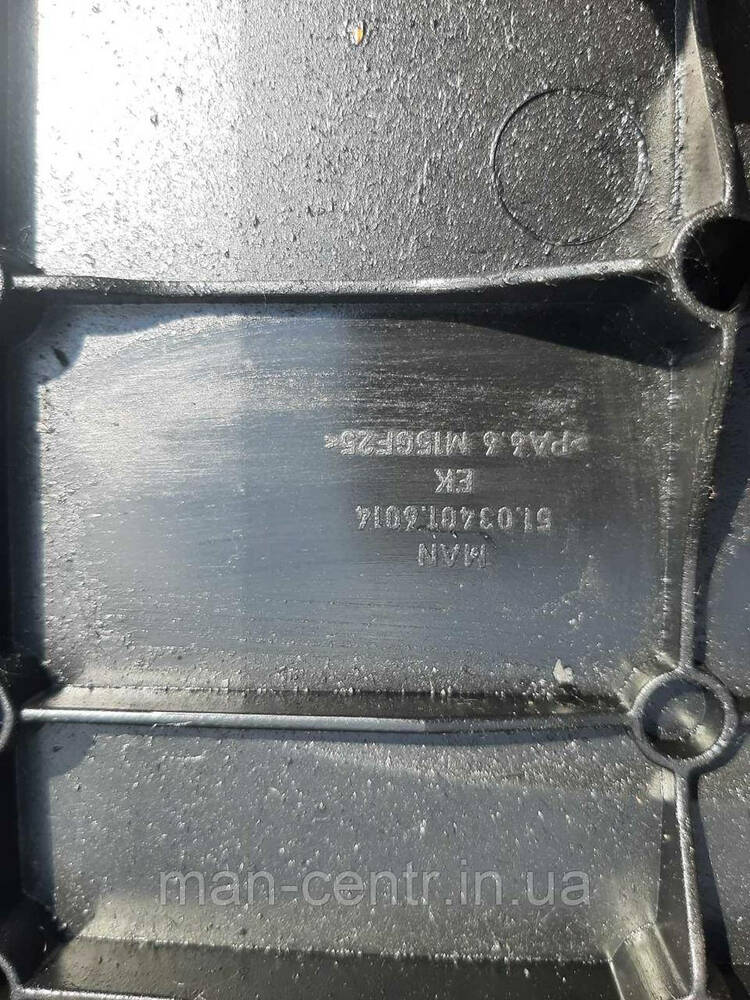 MAN
51.03401.6014
EK
>PA6.6 M15GF25<
man-centr.in.ua